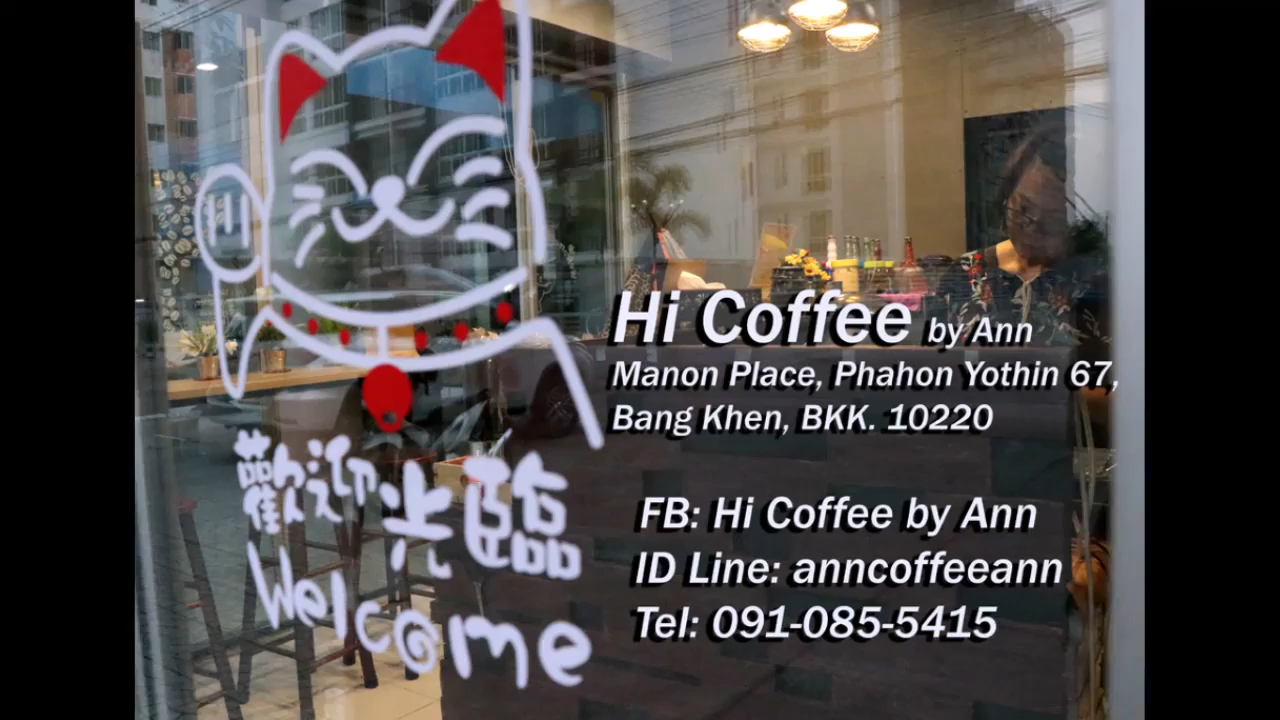 HI
歡迎光臨
Welcome
Hi Coffee by Ann
Manon Place, Phahon Yothin 67,
Bang Khen, BKK. 10220
FB: Hi Coffee by Ann
ID Line: anncoffeeann
Tel: 091-085-5415